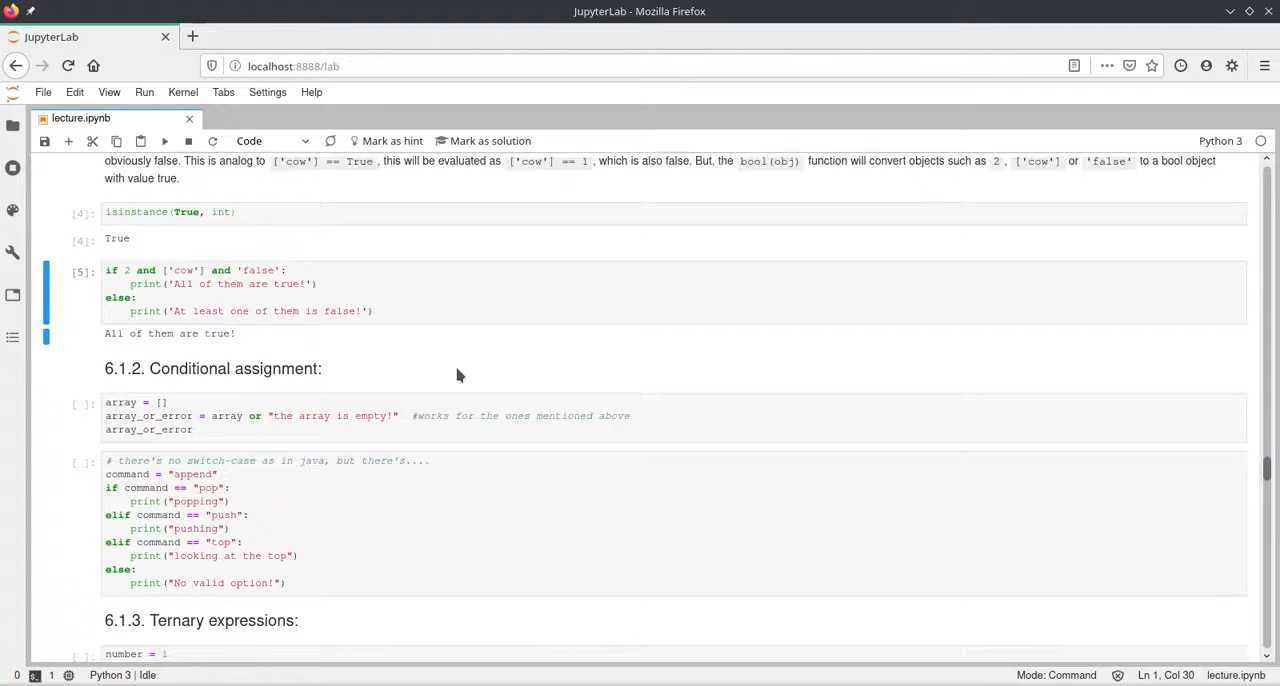 JupyterLab - Mozilla Firefox
JupyterLab
localhost:8888/lab
File Edit View Run Kernel Tabs Settings Help
lecture.ipynb
Code Mark as hint Mark as solution Python 3
obviously false. This is analog to ['cow'] == True, this will be evaluated as ['cow'] == 1, which is also false. But, the bool(obj) function will convert objects such as 2, ['cow'] or 'false' to a bool object
with value true.
[4]: isinstance(True, int)
[4]: True
[5]: if 2 and ['cow'] and 'false':
print('All of them are true!')
else:
print('At least one of them is false!')
All of them are true!
6.1.2. Conditional assignment:
[ ]: array = []
array_or_error = array or "the array is empty!" #works for the ones mentioned above
array_or_error
[ ]: # there's no switch-case as in java, but there's....
command = "append"
if command == "pop":
print("popping")
elif command == "push":
print("pushing")
elif command == "top":
print("looking at the top")
else:
print("No valid option!")
6.1.3. Ternary expressions:
[ ]: number = 1
0 1 Python 3 | Idle Mode: Command Ln 1, Col 30 lecture.ipynb